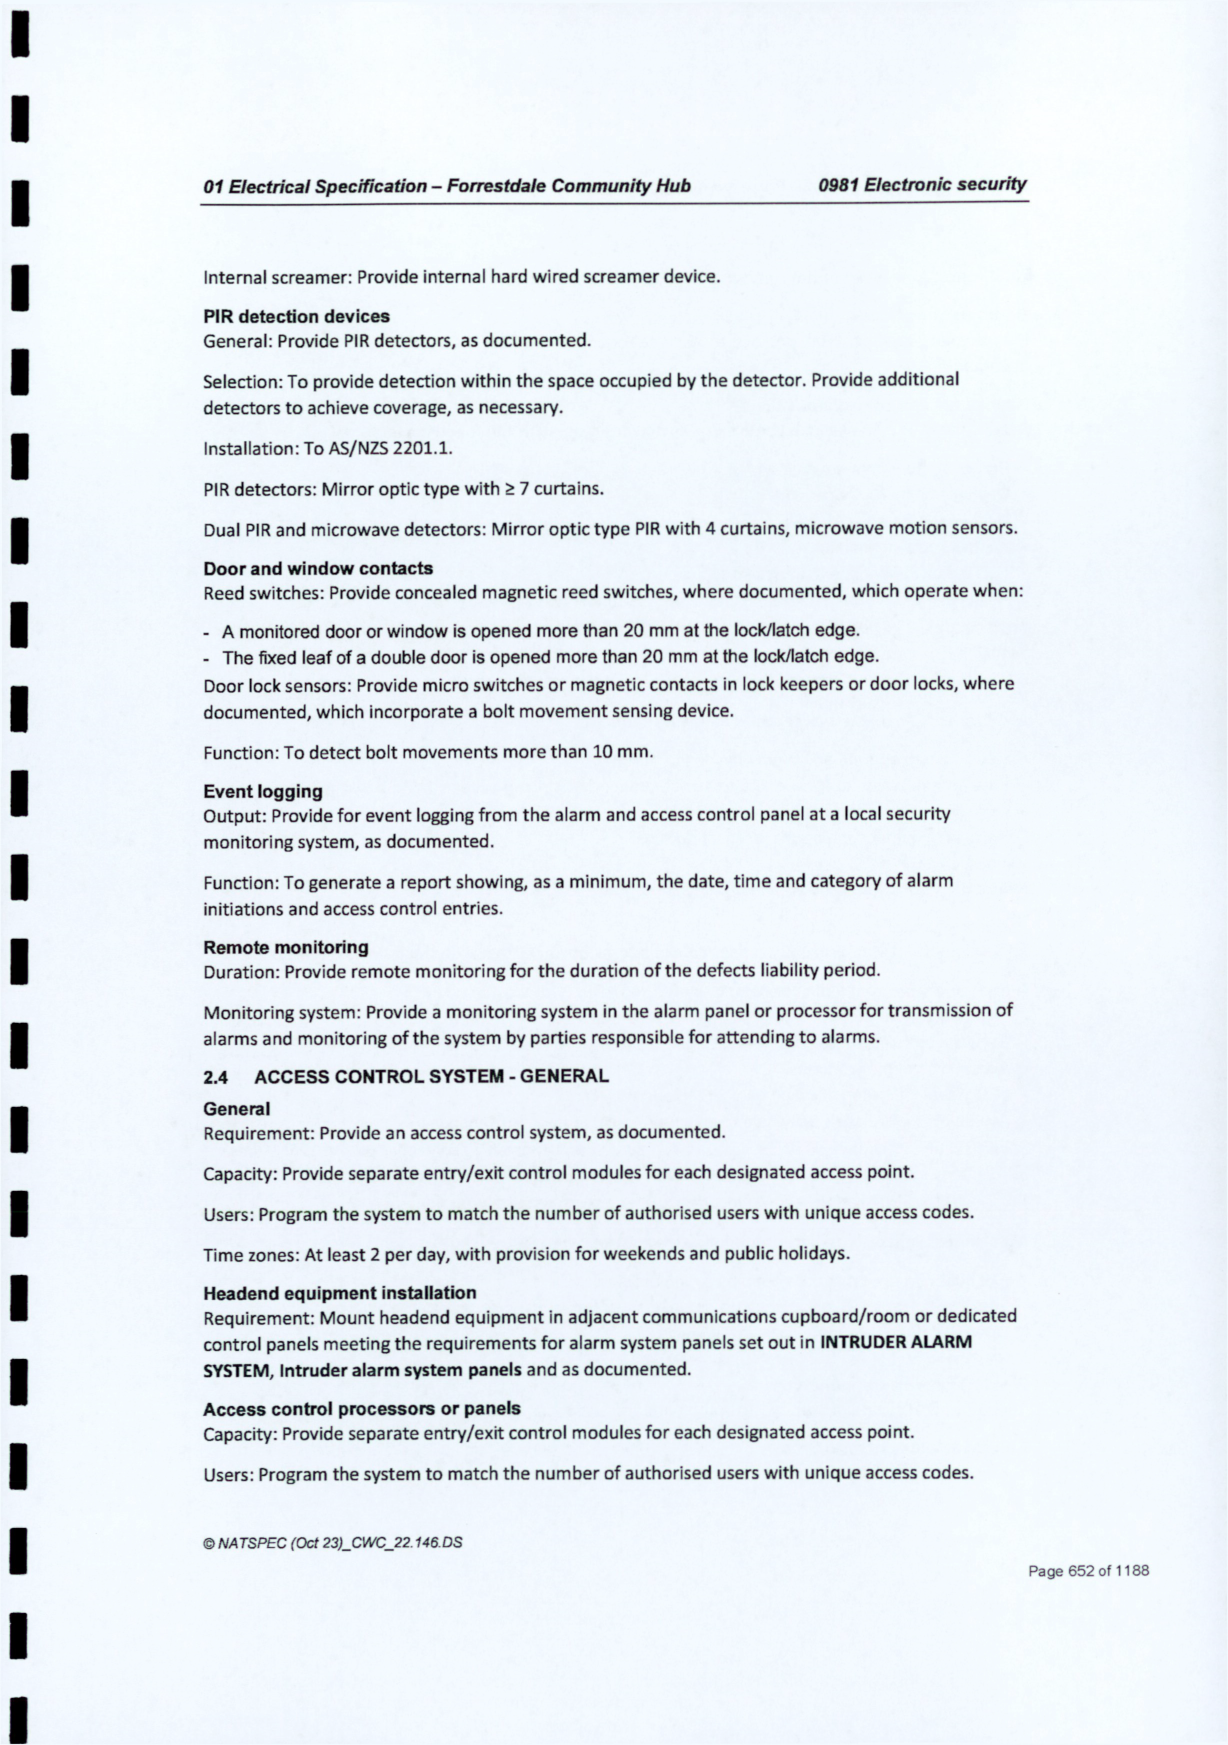 01 Electrical Specification – Forrestdale Community Hub 0981 Electronic security
Internal screamer: Provide internal hard wired screamer device.
PIR detection devices
General: Provide PIR detectors, as documented.
Selection: To provide detection within the space occupied by the detector. Provide additional
detectors to achieve coverage, as necessary.
Installation: To AS/NZS 2201.1.
PIR detectors: Mirror optic type with ≥ 7 curtains.
Dual PIR and microwave detectors: Mirror optic type PIR with 4 curtains, microwave motion sensors.
Door and window contacts
Reed switches: Provide concealed magnetic reed switches, where documented, which operate when:
- A monitored door or window is opened more than 20 mm at the lock/latch edge.
- The fixed leaf of a double door is opened more than 20 mm at the lock/latch edge.
Door lock sensors: Provide micro switches or magnetic contacts in lock keepers or door locks, where
documented, which incorporate a bolt movement sensing device.
Function: To detect bolt movements more than 10 mm.
Event logging
Output: Provide for event logging from the alarm and access control panel at a local security
monitoring system, as documented.
Function: To generate a report showing, as a minimum, the date, time and category of alarm
initiations and access control entries.
Remote monitoring
Duration: Provide remote monitoring for the duration of the defects liability period.
Monitoring system: Provide a monitoring system in the alarm panel or processor for transmission of
alarms and monitoring of the system by parties responsible for attending to alarms.
2.4 ACCESS CONTROL SYSTEM - GENERAL
General
Requirement: Provide an access control system, as documented.
Capacity: Provide separate entry/exit control modules for each designated access point.
Users: Program the system to match the number of authorised users with unique access codes.
Time zones: At least 2 per day, with provision for weekends and public holidays.
Headend equipment installation
Requirement: Mount headend equipment in adjacent communications cupboard/room or dedicated
control panels meeting the requirements for alarm system panels set out in INTRUDER ALARM
SYSTEM, Intruder alarm system panels and as documented.
Access control processors or panels
Capacity: Provide separate entry/exit control modules for each designated access point.
Users: Program the system to match the number of authorised users with unique access codes.
© NATSPEC (Oct 23)_CWC_22.146.DS
Page 652 of 1188